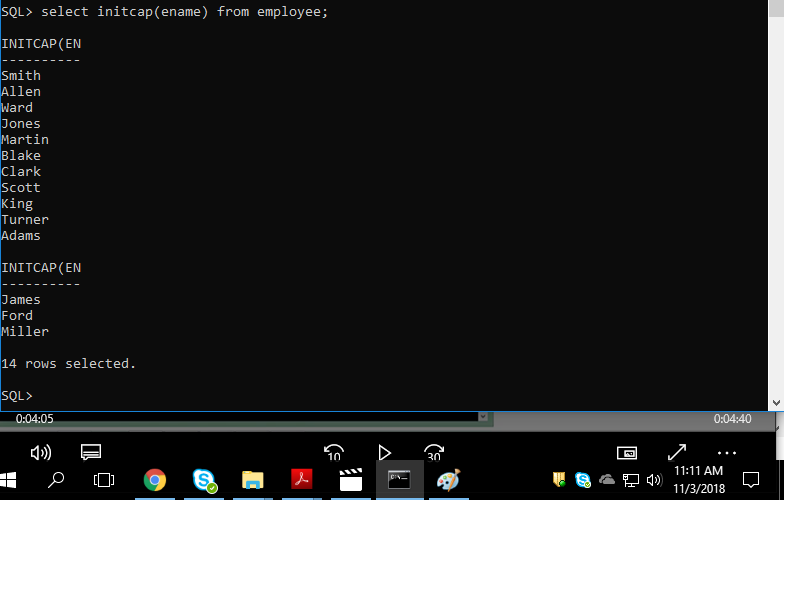 SQL> select initcap(ename) from employee;
INITCAP(EN
----------
Smith
Allen
Ward
Jones
Martin
Blake
Clark
Scott
King
Turner
Adams
INITCAP(EN
----------
James
Ford
Miller
14 rows selected.
SQL>
0:04:05
0:04:40
10
30
11:11 AM
11/3/2018